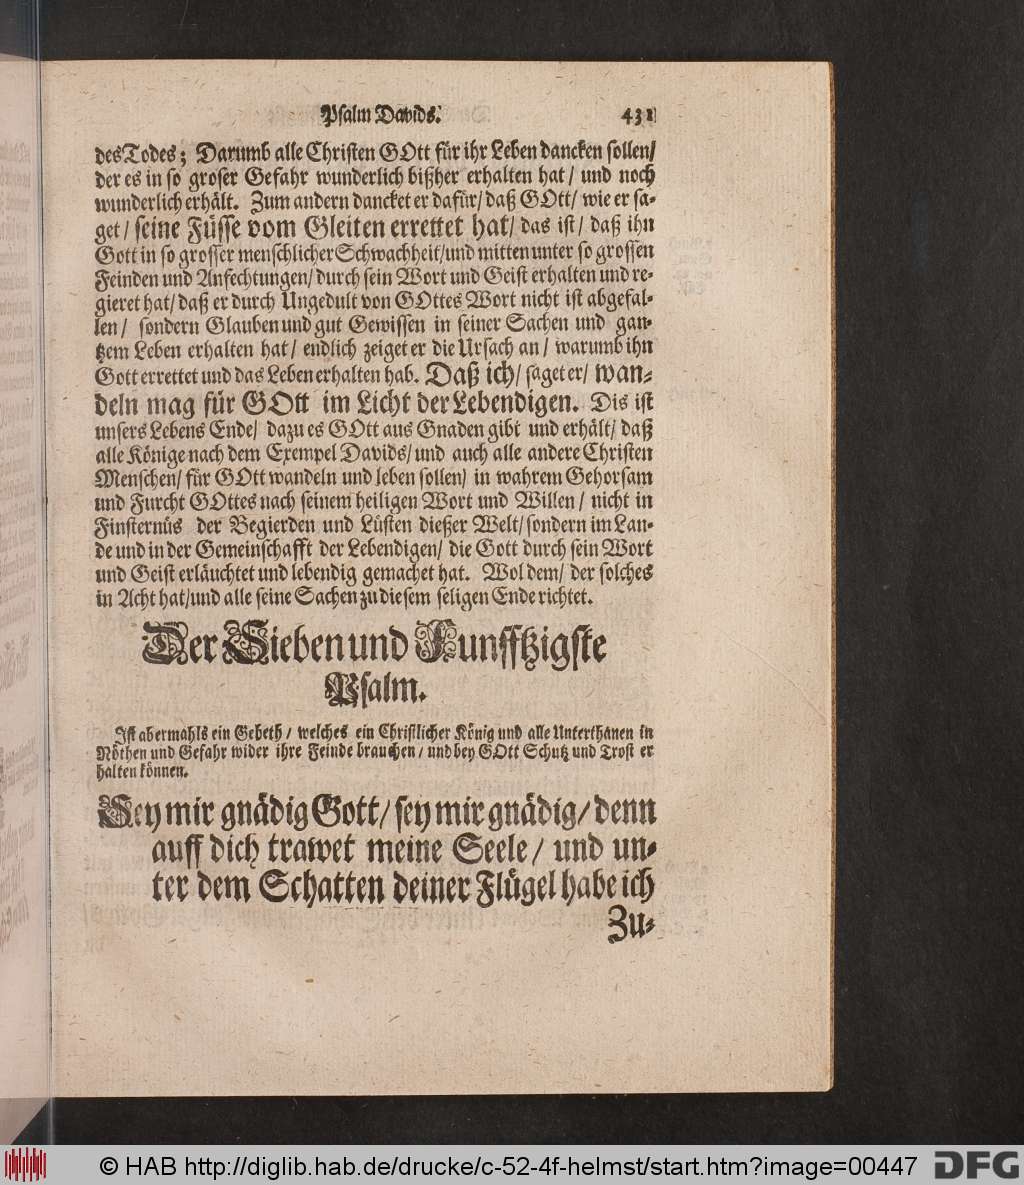 Psalm Davids. 431
des Todes; Darumb alle Christen GOtt für ihr Leben dancken sollen/
der es in so groser Gefahr wunderlich bißher erhalten hat/ und noch
wunderlich erhält. Zum andern dancket er dafür/ daß GOtt/ wie er sa-
get/ seine Füsse vom Gleiten errettet hat/ das ist/ daß ihn
Gott in so grosser menschlicher Schwachheit/und mitten unter so grossen
Feinden und Anfechtungen/ durch sein Wort und Geist erhalten und re-
gieret hat/ daß er durch Ungedult von GOttes Wort nicht ist abgefal-
len/ sondern Glauben und gut Gewissen in seiner Sachen und gan-
tzem Leben erhalten hat/ endlich zeiget er die Ursach an/ warumb ihn
Gott errettet und das Leben erhalten hab. Daß ich/ saget er/ wan-
deln mag für GOtt im Licht der Lebendigen. Dis ist
unsers Lebens Ende/ dazu es GOtt aus Gnaden gibt und erhält/ daß
alle Könige nach dem Exempel Davids/ und auch alle andere Christen
Menschen/ für GOtt wandeln und leben sollen/ in wahrem Gehorsam
und Furcht GOttes nach seinem heiligen Wort und Willen/ nicht in
Finsternüs der Begierden und Lüsten dießer Welt/ sondern im Lan-
de und in der Gemeinschafft der Lebendigen/ die Gott durch sein Wort
und Geist erläuchtet und lebendig gemachet hat. Wol dem/ der solches
in Acht hat/und alle seine Sachen zu diesem seligen Ende richtet.
Der Sieben und Funfftzigste
Psalm.
Ist abermahls ein Gebeth/ welches ein Christlicher König und alle Unterthanen in
Nöthen und Gefahr wider ihre Feinde brauchen/ und bey GOtt Schutz und Trost er
halten können.
Sey mir gnädig Gott/ sey mir gnädig/ denn
auff dich trawet meine Seele/ und un-
ter dem Schatten deiner Flügel habe ich
Zu-
© HAB http://diglib.hab.de/drucke/c-52-4f-helmst/start.htm?image=00447 DFG